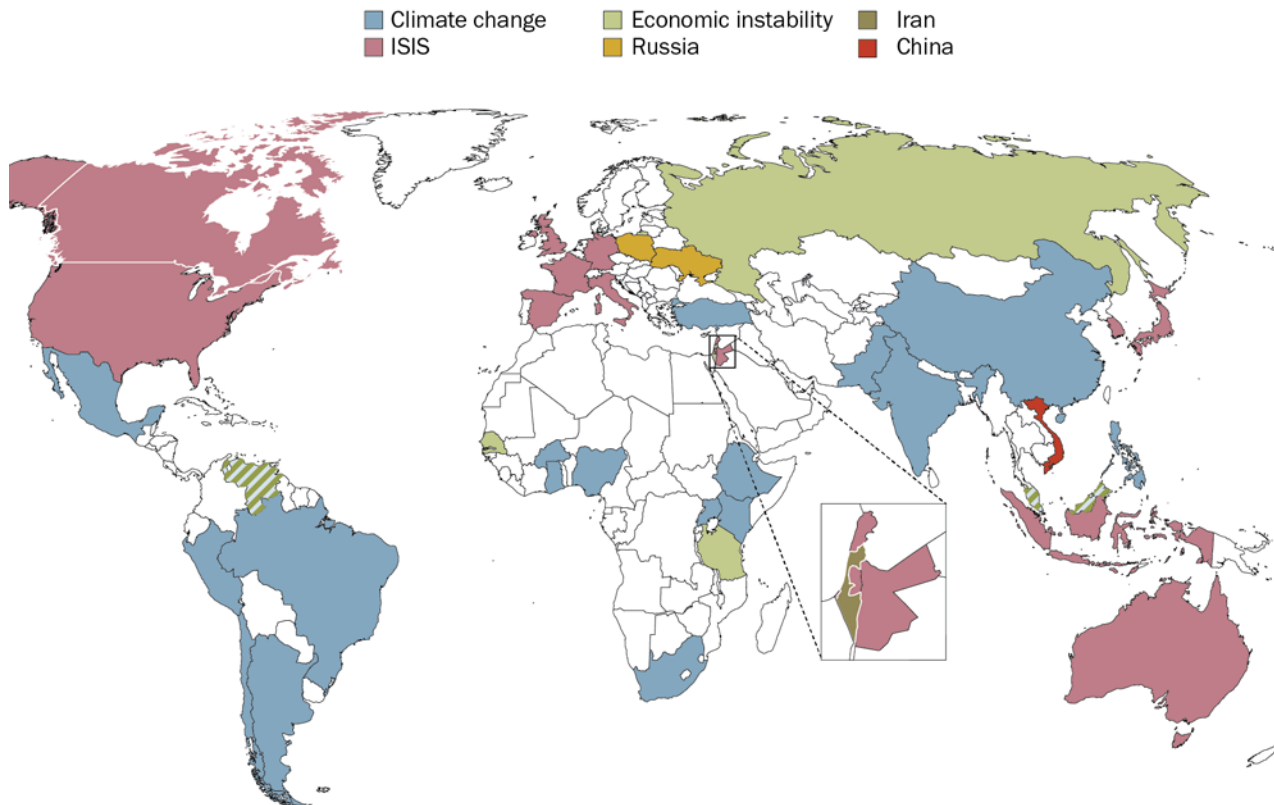 Climate change
Economic instability
Iran
ISIS
Russia
China